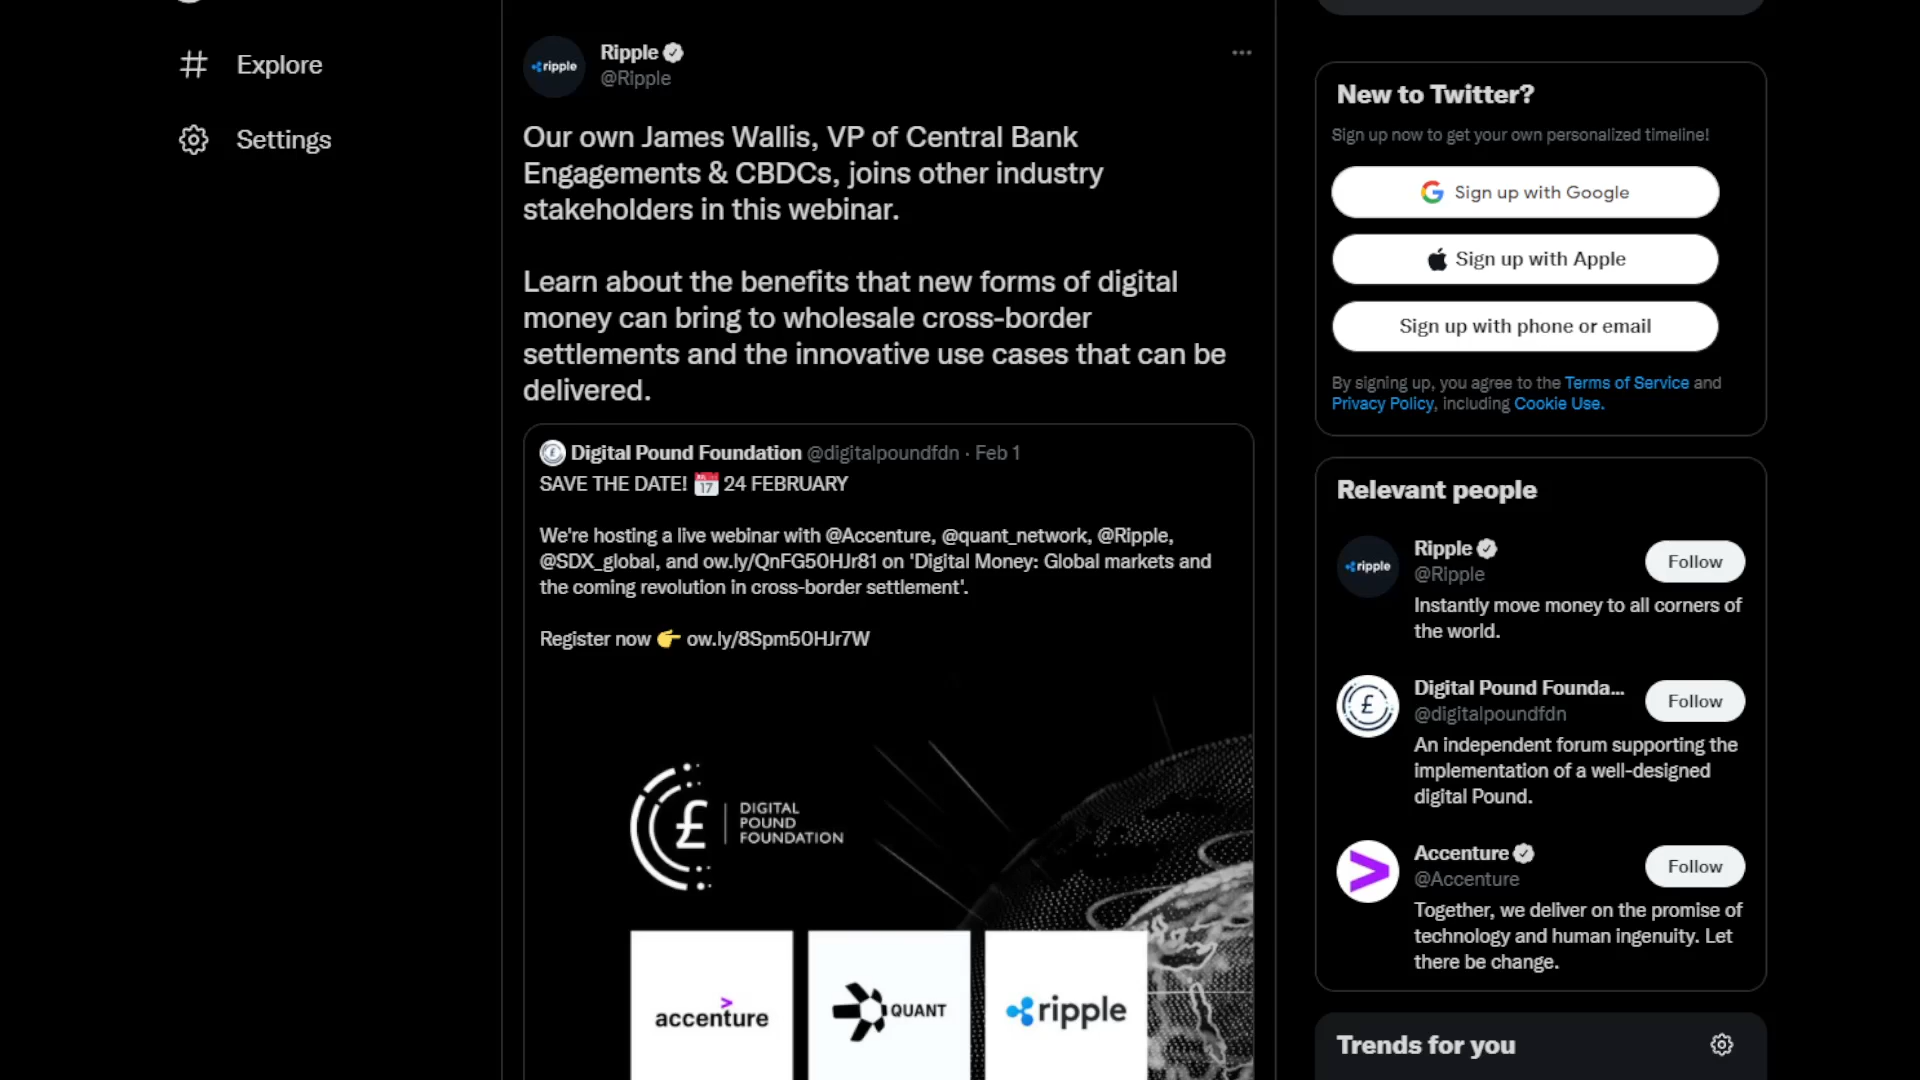 Explore
Settings
ripple
Ripple
@Ripple
Our own James Wallis, VP of Central Bank
Engagements & CBDCs, joins other industry
stakeholders in this webinar.
Learn about the benefits that new forms of digital
money can bring to wholesale cross-border
settlements and the innovative use cases that can be
delivered.
Digital Pound Foundation @digitalpoundfdn · Feb 1
SAVE THE DATE! 📅 24 FEBRUARY
We're hosting a live webinar with @Accenture, @quant_network, @Ripple,
@SDX_global, and ow.ly/QnFG50HJr81 on 'Digital Money: Global markets and
the coming revolution in cross-border settlement'.
Register now 👉 ow.ly/8Spm50HJr7W
£
DIGITAL
POUND
FOUNDATION
accenture
QUANT
ripple
New to Twitter?
Sign up now to get your own personalized timeline!
Sign up with Google
Sign up with Apple
Sign up with phone or email
By signing up, you agree to the Terms of Service and
Privacy Policy, including Cookie Use.
Relevant people
ripple
Ripple
@Ripple
Follow
Instantly move money to all corners of
the world.
£
Digital Pound Founda...
@digitalpoundfdn
Follow
An independent forum supporting the
implementation of a well-designed
digital Pound.
Accenture
@Accenture
Follow
Together, we deliver on the promise of
technology and human ingenuity. Let
there be change.
Trends for you